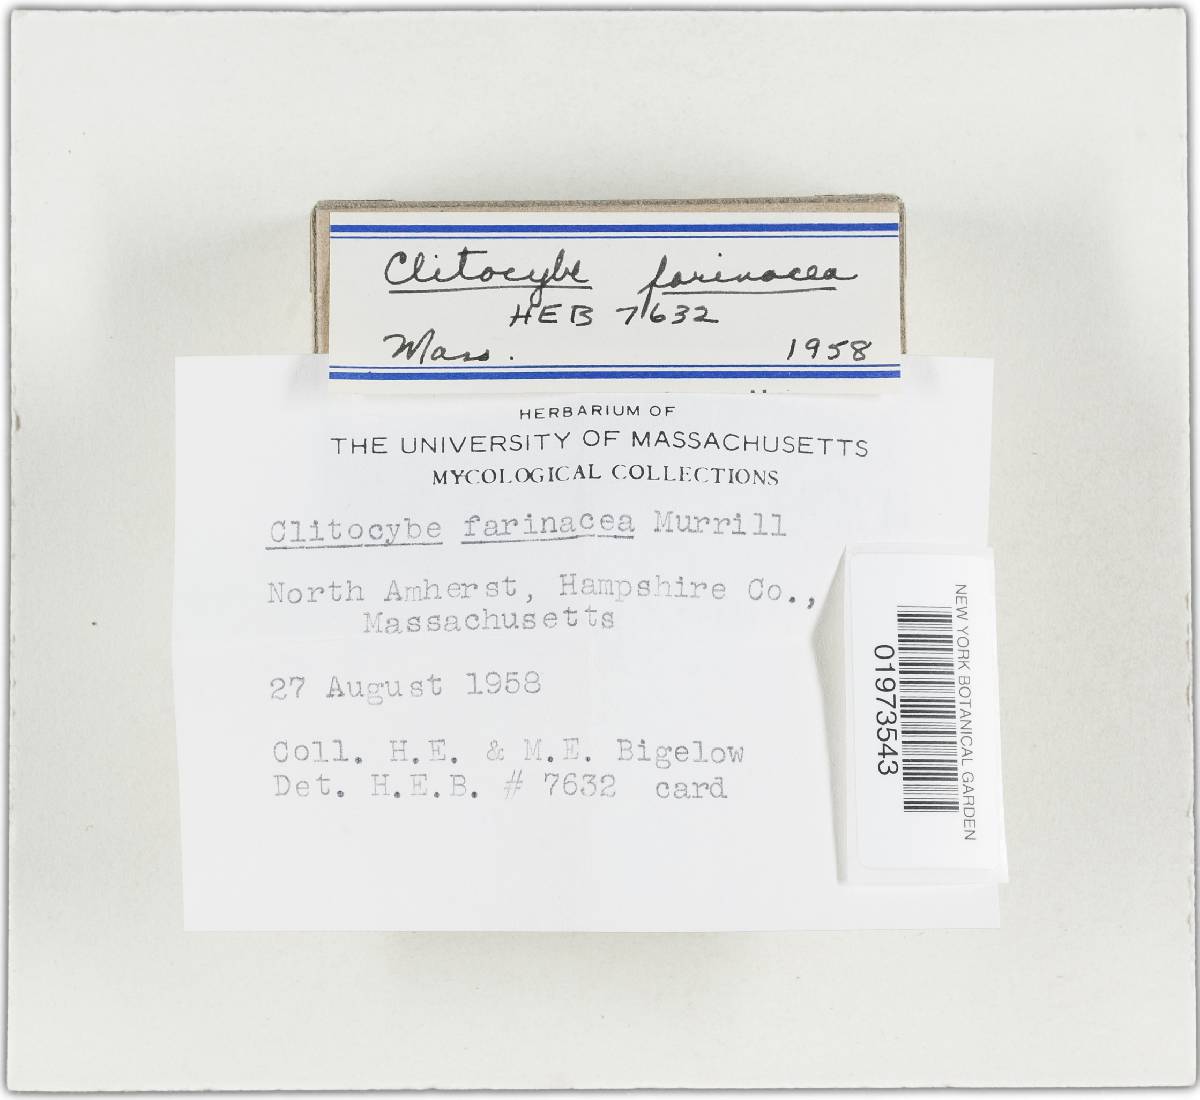 Clitocybe farinacea
HEB 7632
Mass. 1958
HERBARIUM OF
THE UNIVERSITY OF MASSACHUSETTS
MYCOLOGICAL COLLECTIONS
Clitocybe farinacea Murrill
North Amherst, Hampshire Co.,
Massachusetts
27 August 1958
Coll. H.E. & M.E. Bigelow
Det. H.E.B. # 7632 card
NEW YORK BOTANICAL GARDEN
01973543